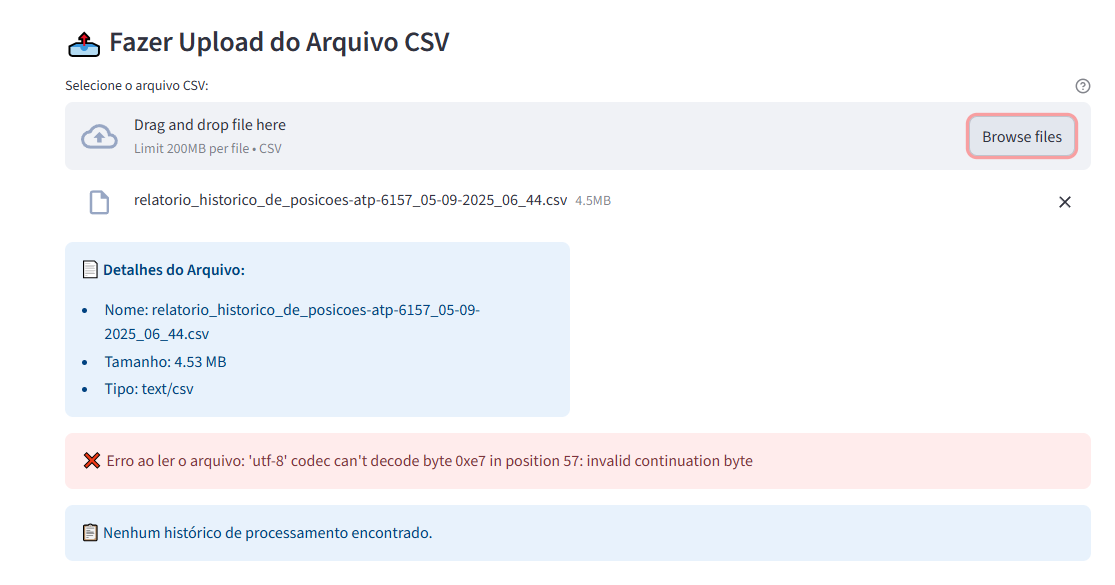 Fazer Upload do Arquivo CSV
Selecione o arquivo CSV:
Drag and drop file here
Limit 200MB per file • CSV
Browse files
relatorio_historico_de_posicoes-atp-6157_05-09-2025_06_44.csv 4.5MB
Detalhes do Arquivo:
• Nome: relatorio_historico_de_posicoes-atp-6157_05-09-
2025_06_44.csv
• Tamanho: 4.53 MB
• Tipo: text/csv
Erro ao ler o arquivo: 'utf-8' codec can't decode byte 0xe7 in position 57: invalid continuation byte
Nenhum histórico de processamento encontrado.